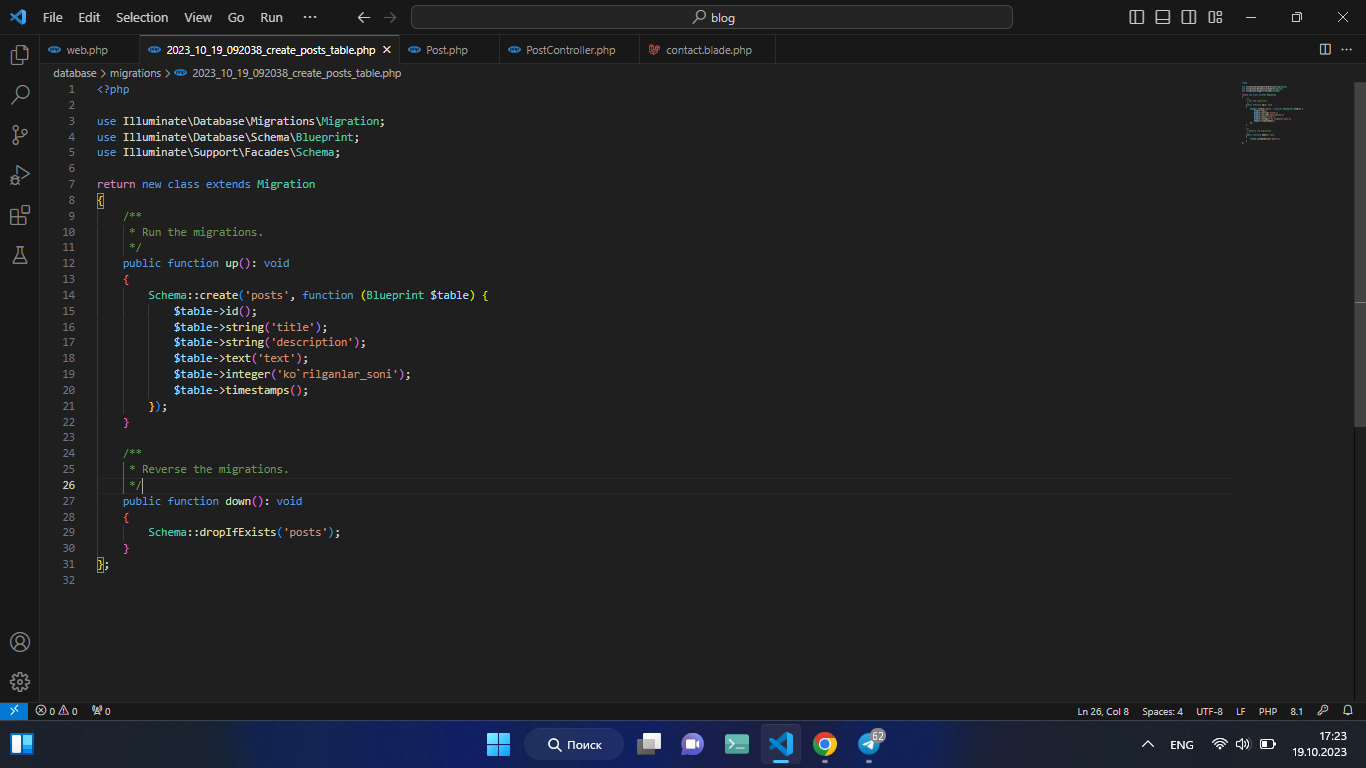 File Edit Selection View Go Run ··· blog
web.php 2023_10_19_092038_create_posts_table.php Post.php PostController.php contact.blade.php
database > migrations > 2023_10_19_092038_create_posts_table.php
1 <?php
2
3 use Illuminate\Database\Migrations\Migration;
4 use Illuminate\Database\Schema\Blueprint;
5 use Illuminate\Support\Facades\Schema;
6
7 return new class extends Migration
8 {
9 /**
10 * Run the migrations.
11 */
12 public function up(): void
13 {
14 Schema::create('posts', function (Blueprint $table) {
15 $table->id();
16 $table->string('title');
17 $table->string('description');
18 $table->text('text');
19 $table->integer('ko`rilganlar_soni');
20 $table->timestamps();
21 });
22 }
23
24 /**
25 * Reverse the migrations.
26 */
27 public function down(): void
28 {
29 Schema::dropIfExists('posts');
30 }
31 };
32
0 0 0 Ln 26, Col 8 Spaces: 4 UTF-8 LF PHP 8.1
Поиск 62 ENG 17:23
19.10.2023